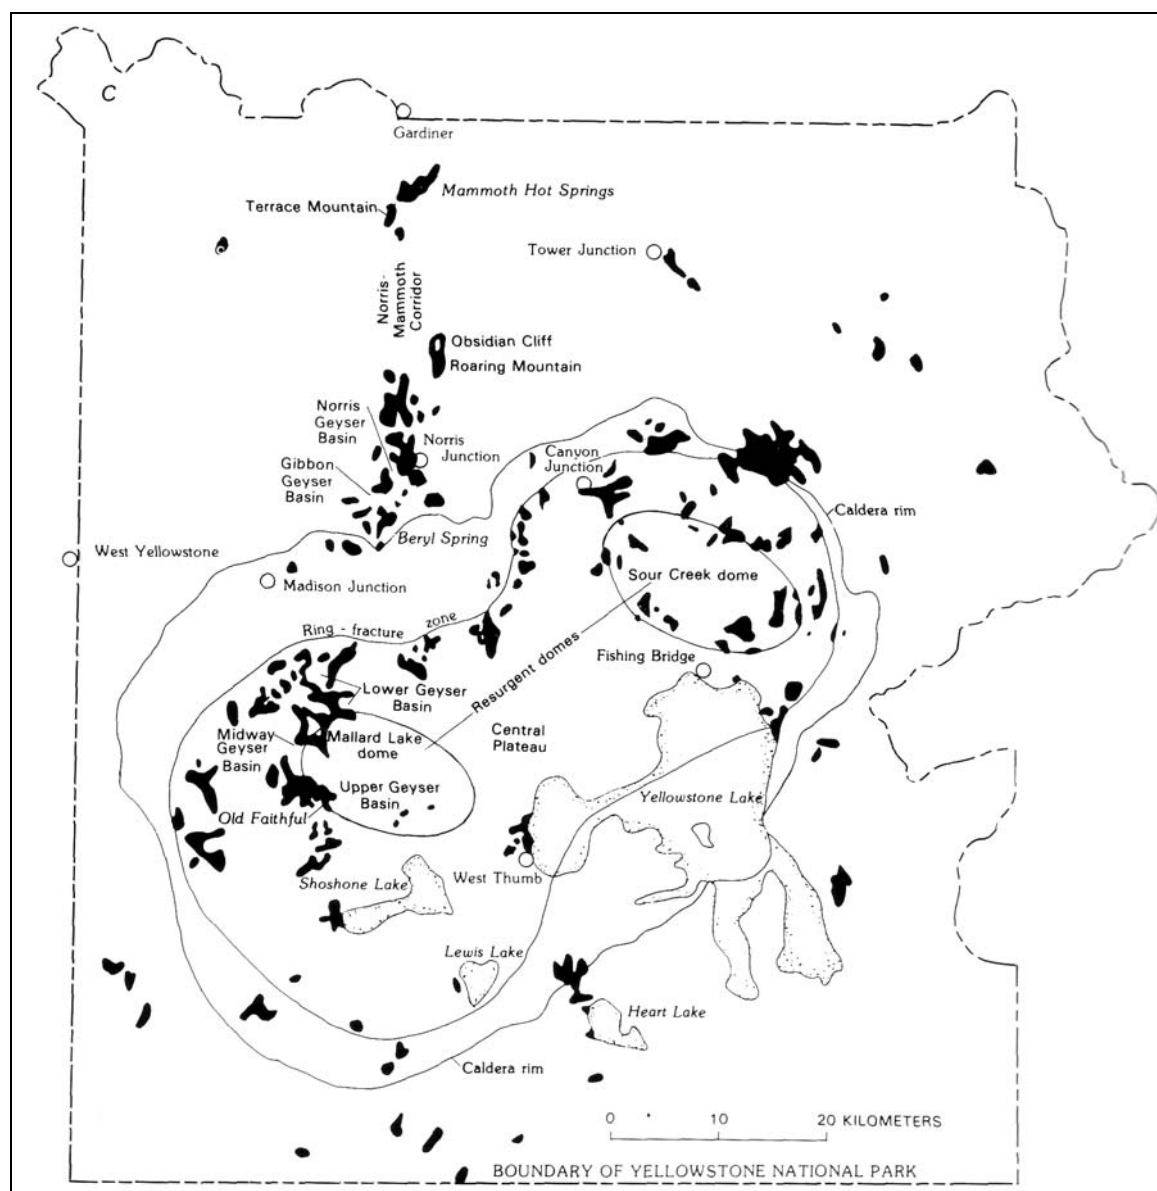 C
Gardiner
Mammoth Hot Springs
Terrace Mountain
Tower Junction
Norris-
Mammoth
Corridor
Obsidian Cliff
Roaring Mountain
Norris
Geyser
Basin
Norris
Junction
Canyon
Junction
Gibbon
Geyser
Basin
Caldera rim
Beryl Spring
West Yellowstone
Madison Junction
Sour Creek dome
Ring - fracture zone
Fishing Bridge
Resurgent domes
Lower Geyser
Basin
Central
Plateau
Midway
Geyser
Basin
Mallard Lake
dome
Upper Geyser
Basin
Yellowstone Lake
Old Faithful
West Thumb
Shoshone Lake
Lewis Lake
Heart Lake
Caldera rim
0 10 20 KILOMETERS
BOUNDARY OF YELLOWSTONE NATIONAL PARK